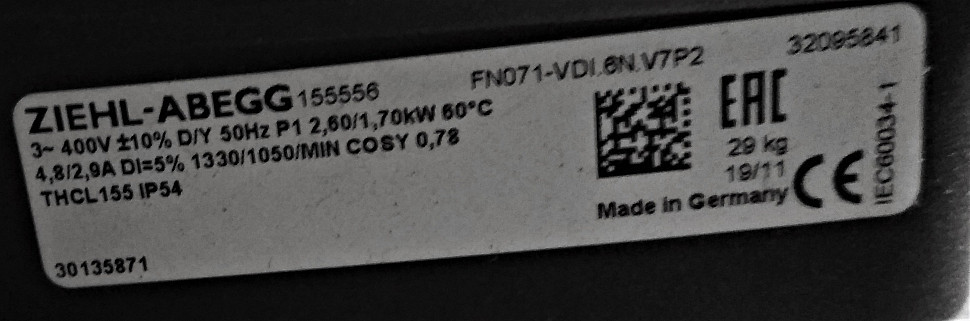 ZIEHL-ABEGG 155556 FN071-VDI.6N.V7P2 32095841
3~ 400V ±10% D/Y 50Hz P1 2,60/1,70kW 60°C
4,8/2,9A DI=5% 1330/1050/MIN COSY 0,78
THCL155 IP54
30135871
EAC
29 kg
19/11
Made in Germany
CE
IEC60034-1